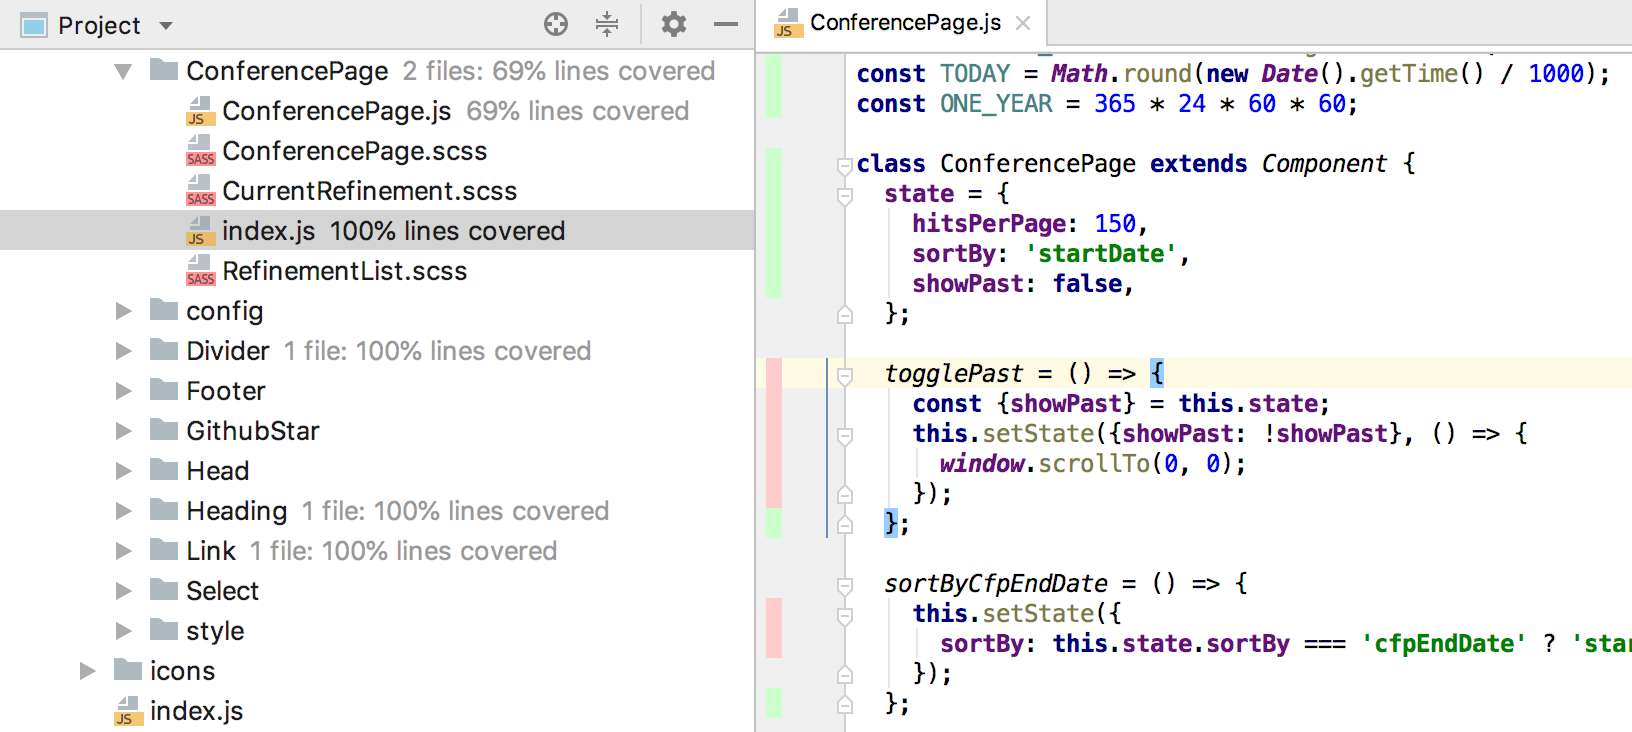 Project
ConferencePage 2 files: 69% lines covered
JS ConferencePage.js 69% lines covered
SASS ConferencePage.scss
SASS CurrentRefinement.scss
JS index.js 100% lines covered
SASS RefinementList.scss
config
Divider 1 file: 100% lines covered
Footer
GithubStar
Head
Heading 1 file: 100% lines covered
Link 1 file: 100% lines covered
Select
style
icons
JS index.js
JS ConferencePage.js
const TODAY = Math.round(new Date().getTime() / 1000);
const ONE_YEAR = 365 * 24 * 60 * 60;
class ConferencePage extends Component {
state = {
hitsPerPage: 150,
sortBy: 'startDate',
showPast: false,
};
togglePast = () => {
const {showPast} = this.state;
this.setState({showPast: !showPast}, () => {
window.scrollTo(0, 0);
});
};
sortByCfpEndDate = () => {
this.setState({
sortBy: this.state.sortBy === 'cfpEndDate' ? 'star
});
};